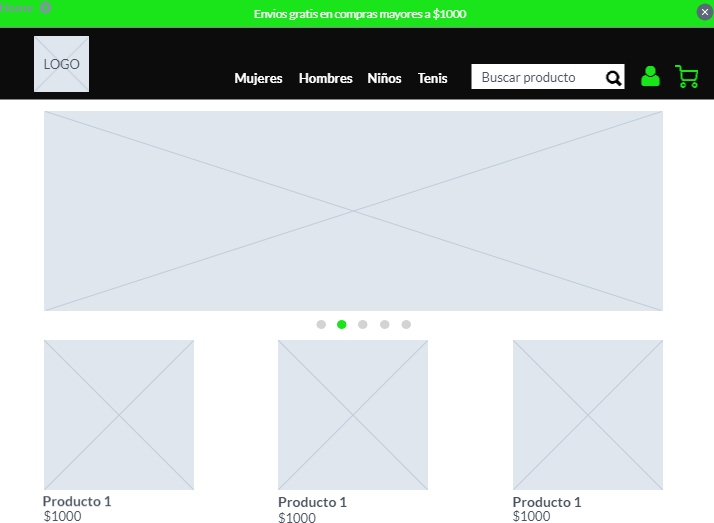 Envios gratis en compras mayores a $1000
LOGO
Mujeres Hombres Niños Tenis Buscar producto
Producto 1 Producto 1 Producto 1
$1000 $1000 $1000